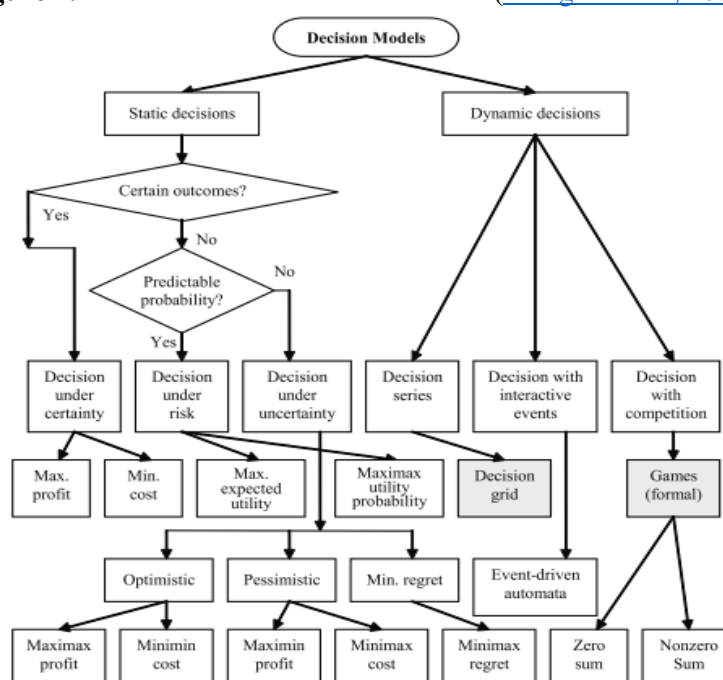 Decision Models
Static decisions
Dynamic decisions
Certain outcomes?
Yes
No
Predictable
probability?
No
Yes
Decision
under
certainty
Decision
under
risk
Decision
under
uncertainty
Decision
series
Decision with
interactive
events
Decision
with
competition
Max.
profit
Min.
cost
Max.
expected
utility
Maximax
utility
probability
Decision
grid
Games
(formal)
Optimistic
Pessimistic
Min. regret
Event-driven
automata
Maximax
profit
Minimin
cost
Maximin
profit
Minimax
cost
Minimax
regret
Zero
sum
Nonzero
Sum